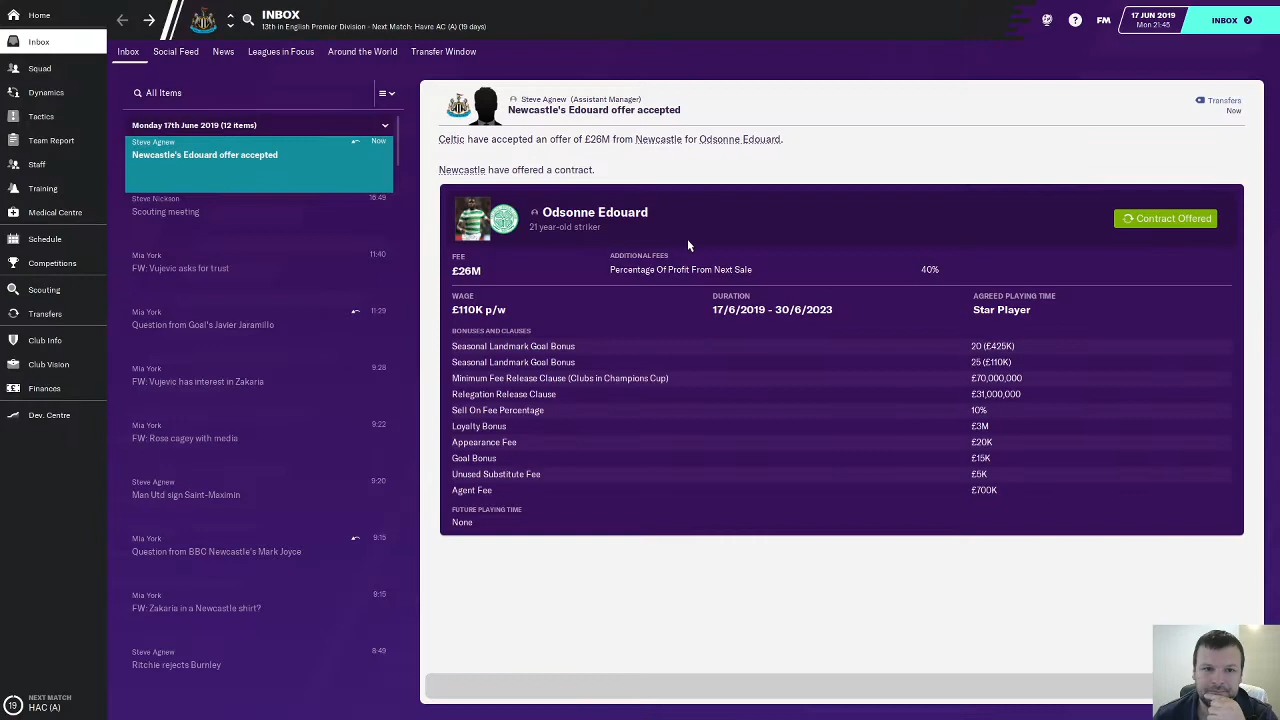 INBOX
13th in English Premier Division - Next Match: Havre AC (A) (19 days)
?
FM
17 JUN 2019
Mon 21:45
INBOX
Home
Inbox
Squad
Dynamics
Tactics
Team Report
Staff
Training
Medical Centre
Schedule
Competitions
Scouting
Transfers
Club Info
Club Vision
Finances
Dev. Centre
19
NEXT MATCH
HAC (A)
Inbox
Social Feed
News
Leagues in Focus
Around the World
Transfer Window
All Items
Monday 17th June 2019 (12 items)
Steve Agnew
Now
Newcastle's Edouard offer accepted
Steve Nickson
16:49
Scouting meeting
Mia York
11:40
FW: Vujevic asks for trust
Mia York
11:29
Question from Goal's Javier Jaramillo
Mia York
9:28
FW: Vujevic has interest in Zakaria
Mia York
9:22
FW: Rose cagey with media
Steve Agnew
9:20
Man Utd sign Saint-Maximin
Mia York
9:15
Question from BBC Newcastle's Mark Joyce
Mia York
9:15
FW: Zakaria in a Newcastle shirt?
Steve Agnew
8:49
Ritchie rejects Burnley
Steve Agnew (Assistant Manager)
Newcastle's Edouard offer accepted
Transfers
Now
Celtic have accepted an offer of £26M from Newcastle for Odsonne Edouard.
Newcastle have offered a contract.
Odsonne Edouard
21 year-old striker
Contract Offered
FEE
£26M
ADDITIONAL FEES
Percentage Of Profit From Next Sale 40%
WAGE
£110K p/w
DURATION
17/6/2019 - 30/6/2023
AGREED PLAYING TIME
Star Player
BONUSES AND CLAUSES
Seasonal Landmark Goal Bonus 20 (£425K)
Seasonal Landmark Goal Bonus 25 (£110K)
Minimum Fee Release Clause (Clubs in Champions Cup) £70,000,000
Relegation Release Clause £31,000,000
Sell On Fee Percentage 10%
Loyalty Bonus £3M
Appearance Fee £20K
Goal Bonus £15K
Unused Substitute Fee £5K
Agent Fee £700K
FUTURE PLAYING TIME
None